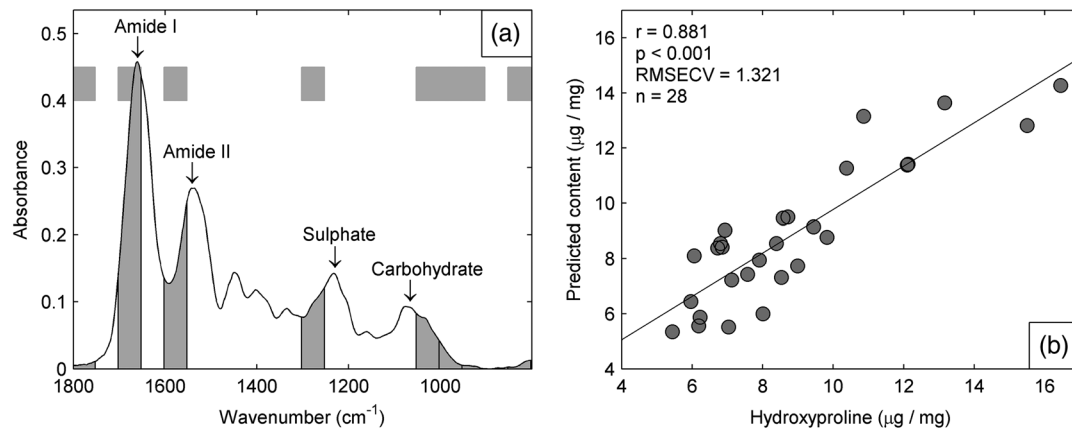 (a)
Amide I
Amide II
Sulphate
Carbohydrate
0.5
0.4
0.3
0.2
0.1
0
Absorbance
1800 1600 1400 1200 1000
Wavenumber (cm⁻¹)
r = 0.881
p < 0.001
RMSECV = 1.321
n = 28
16
14
12
10
8
6
4
Predicted content (μg / mg)
4 6 8 10 12 14 16
Hydroxyproline (μg / mg)
(b)